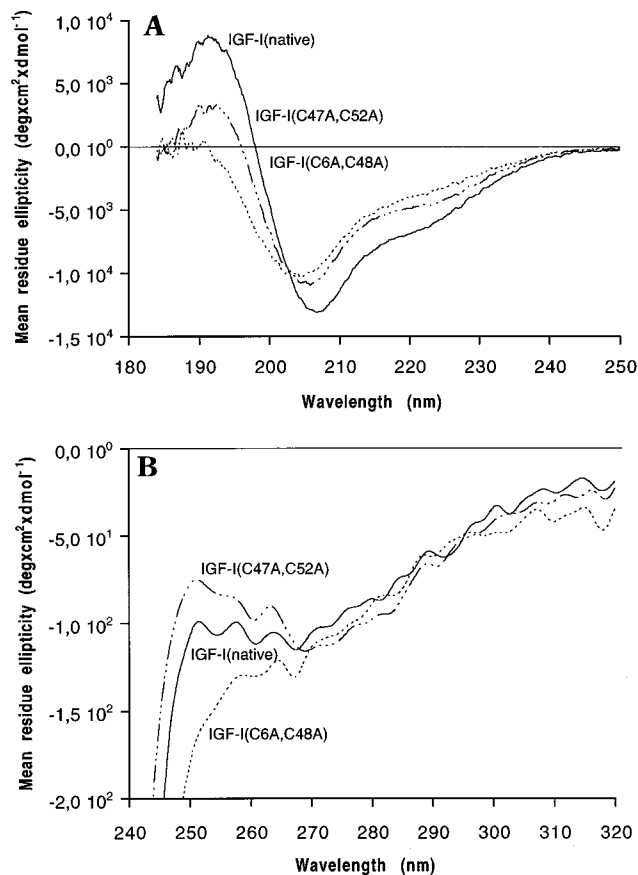 A
IGF-I(native)
IGF-I(C47A,C52A)
IGF-I(C6A,C48A)
Mean residue ellipticity (degxcm²xdmol⁻¹)
1,0 10⁴
5,0 10³
0,0 10⁰
-5,0 10³
-1,0 10⁴
-1,5 10⁴
180 190 200 210 220 230 240 250
Wavelength (nm)
B
IGF-I(C47A,C52A)
IGF-I(native)
IGF-I(C6A,C48A)
Mean residue ellipticity (degxcm²xdmol⁻¹)
0,0 10⁰
-5,0 10¹
-1,0 10²
-1,5 10²
-2,0 10²
240 250 260 270 280 290 300 310 320
Wavelength (nm)